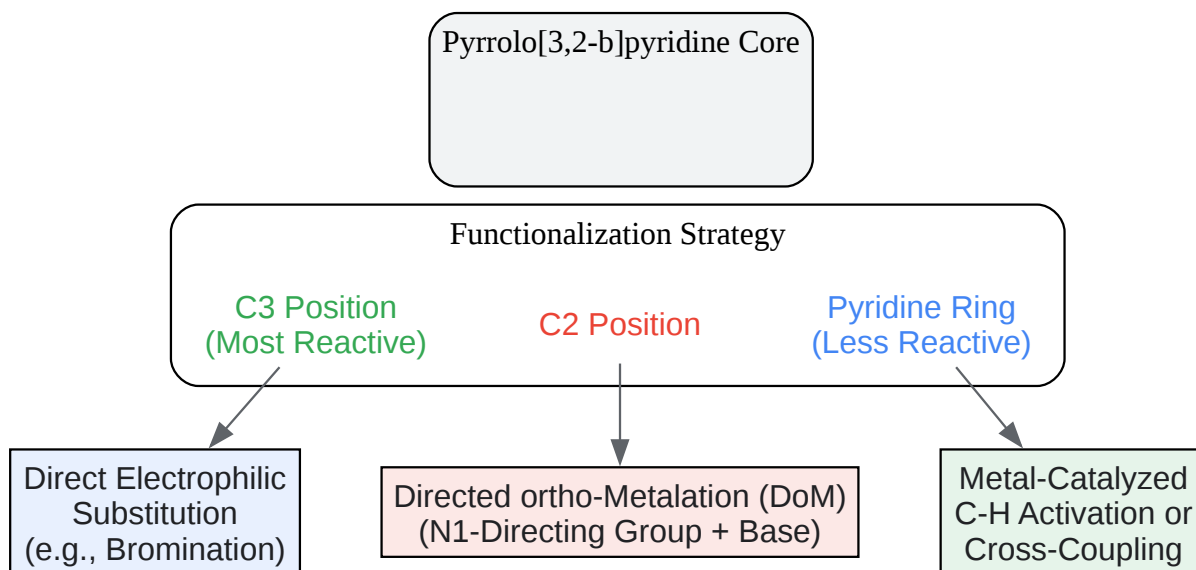 Pyrrolo[3,2-b]pyridine Core
Functionalization Strategy
C3 Position
(Most Reactive)
C2 Position
Pyridine Ring
(Less Reactive)
Direct Electrophilic
Substitution
(e.g., Bromination)
Directed ortho-Metalation (DoM)
(N1-Directing Group + Base)
Metal-Catalyzed
C-H Activation or
Cross-Coupling